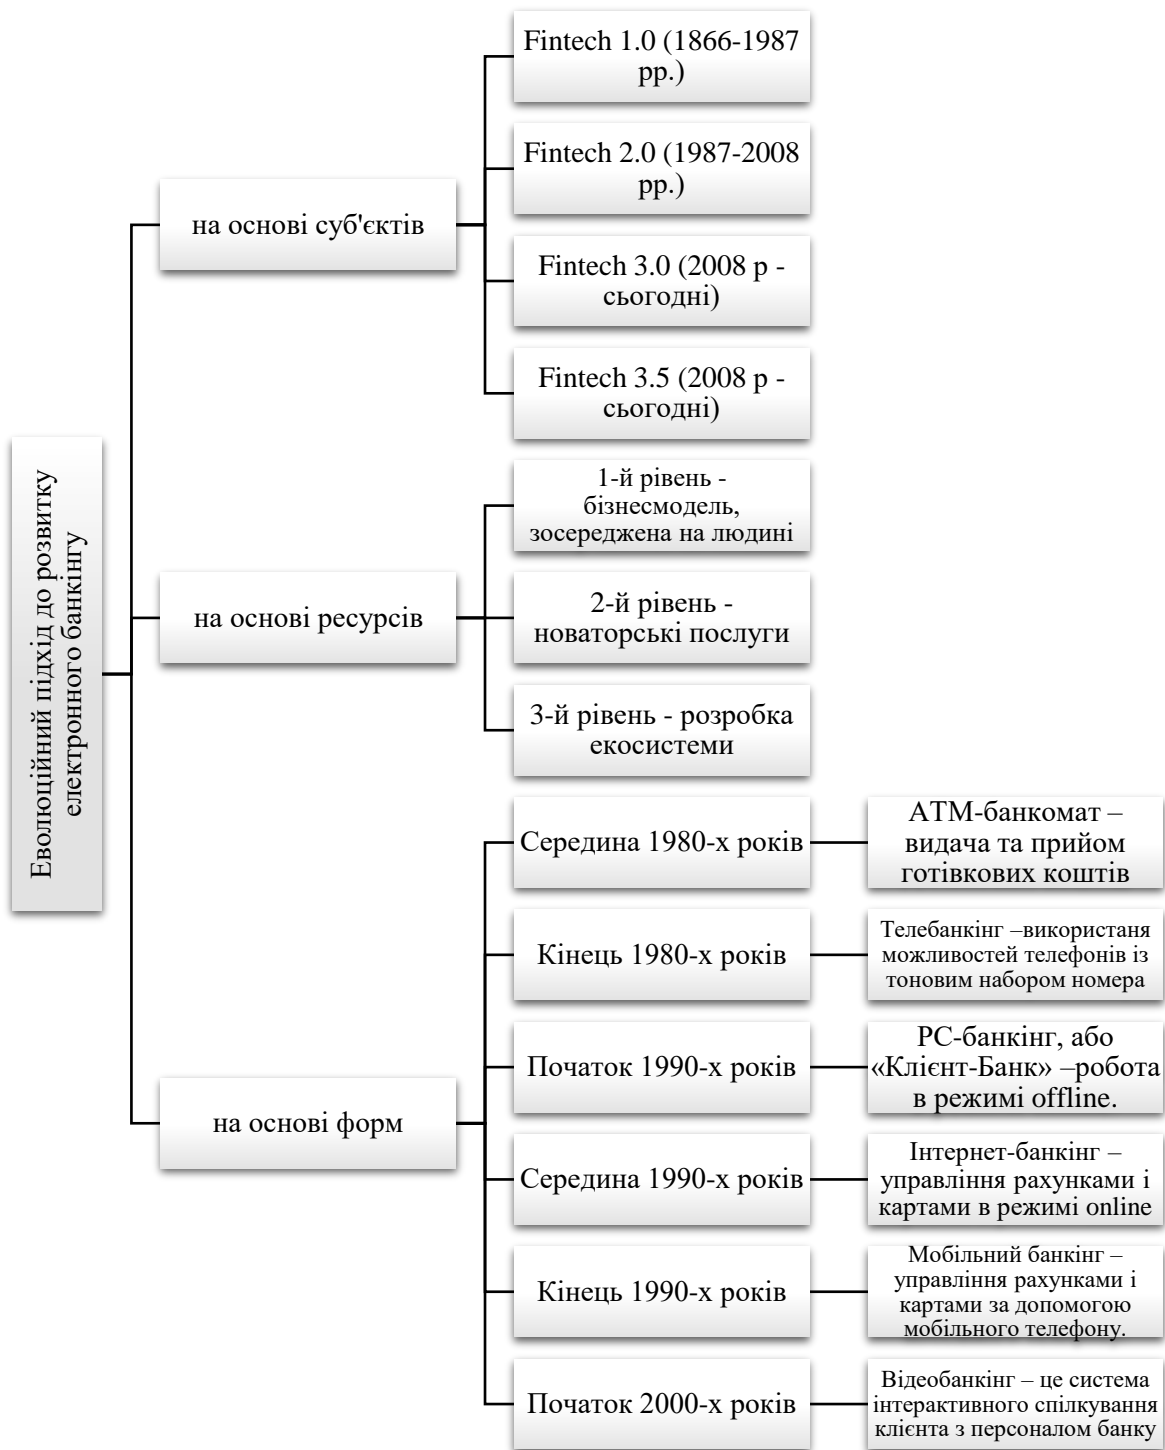 Еволюційний підхід до розвитку
електронного банкінгу
на основі суб'єктів
Fintech 1.0 (1866-1987
рр.)
Fintech 2.0 (1987-2008
рр.)
Fintech 3.0 (2008 р -
сьогодні)
Fintech 3.5 (2008 р -
сьогодні)
на основі ресурсів
1-й рівень -
бізнесмодель,
зосереджена на людині
2-й рівень -
новаторські послуги
3-й рівень - розробка
екосистеми
на основі форм
Середина 1980-х років
АТМ-банкомат –
видача та прийом
готівкових коштів
Кінець 1980-х років
Телебанкінг –використаня
можливостей телефонів із
тоновим набором номера
Початок 1990-х років
РС-банкінг, або
«Клієнт-Банк» –робота
в режимі offline.
Середина 1990-х років
Інтернет-банкінг –
управління рахунками і
картами в режимі online
Кінець 1990-х років
Мобільний банкінг –
управління рахунками і
картами за допомогою
мобільного телефону.
Початок 2000-х років
Відеобанкінг – це система
інтерактивного спілкування
клієнта з персоналом банку